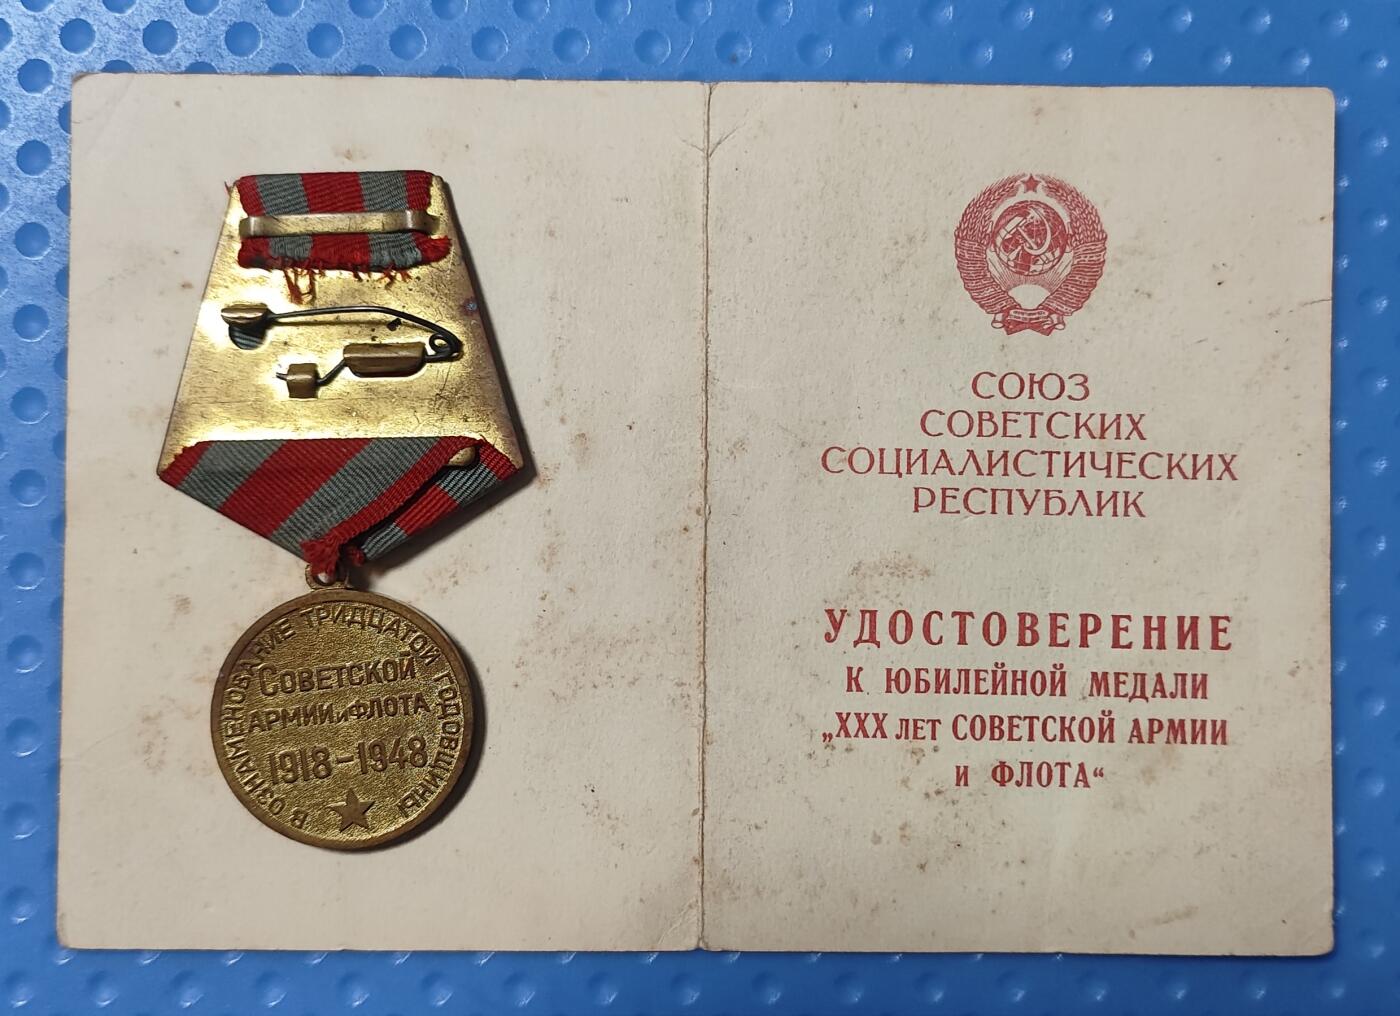 В ОЗНАМЕНОВАНИЕ ТРИДЦАТОЙ ГОДОВЩИНЫ
СОВЕТСКОЙ
АРМИИ и ФЛОТА
1918-1948
СОЮЗ
СОВЕТСКИХ
СОЦИАЛИСТИЧЕСКИХ
РЕСПУБЛИК
УДОСТОВЕРЕНИЕ
К ЮБИЛЕЙНОЙ МЕДАЛИ
„XXX лет СОВЕТСКОЙ АРМИИ
и ФЛОТА“